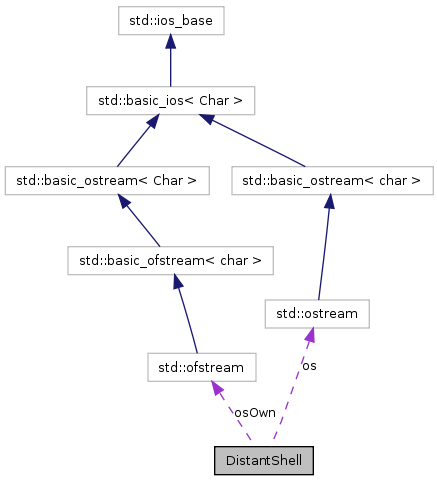 std::ios_base
std::basic_ios< Char >
std::basic_ostream< Char >
std::basic_ostream< char >
std::basic_ofstream< char >
std::ostream
std::ofstream
os
osOwn
DistantShell